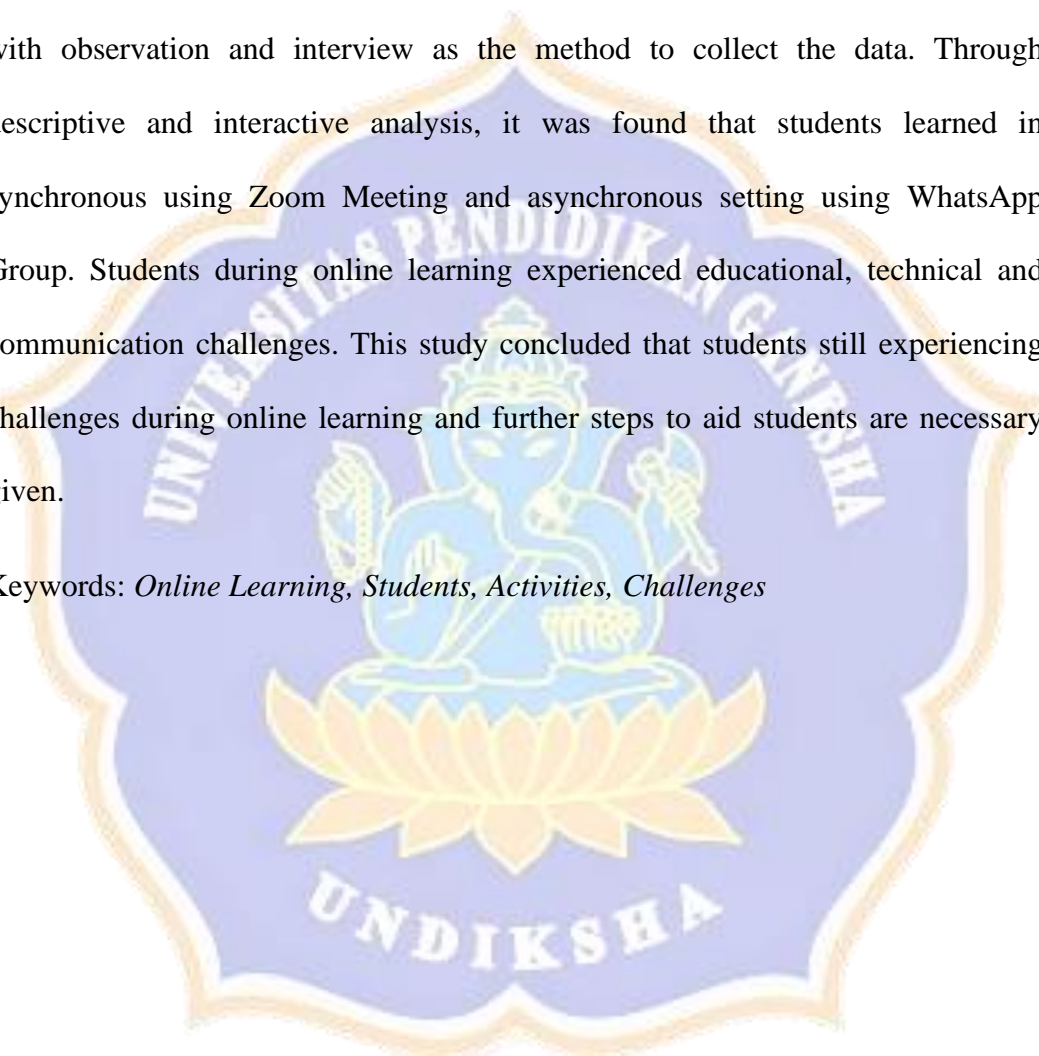 with observation and interview as the method to collect the data. Through
descriptive and interactive analysis, it was found that students learned in
synchronous using Zoom Meeting and asynchronous setting using WhatsApp
Group. Students during online learning experienced educational, technical and
communication challenges. This study concluded that students still experiencing
challenges during online learning and further steps to aid students are necessary
given.
Keywords: Online Learning, Students, Activities, Challenges
UNIVERSITAS PENDIDIKAN GANESHA
UNDIKSHA